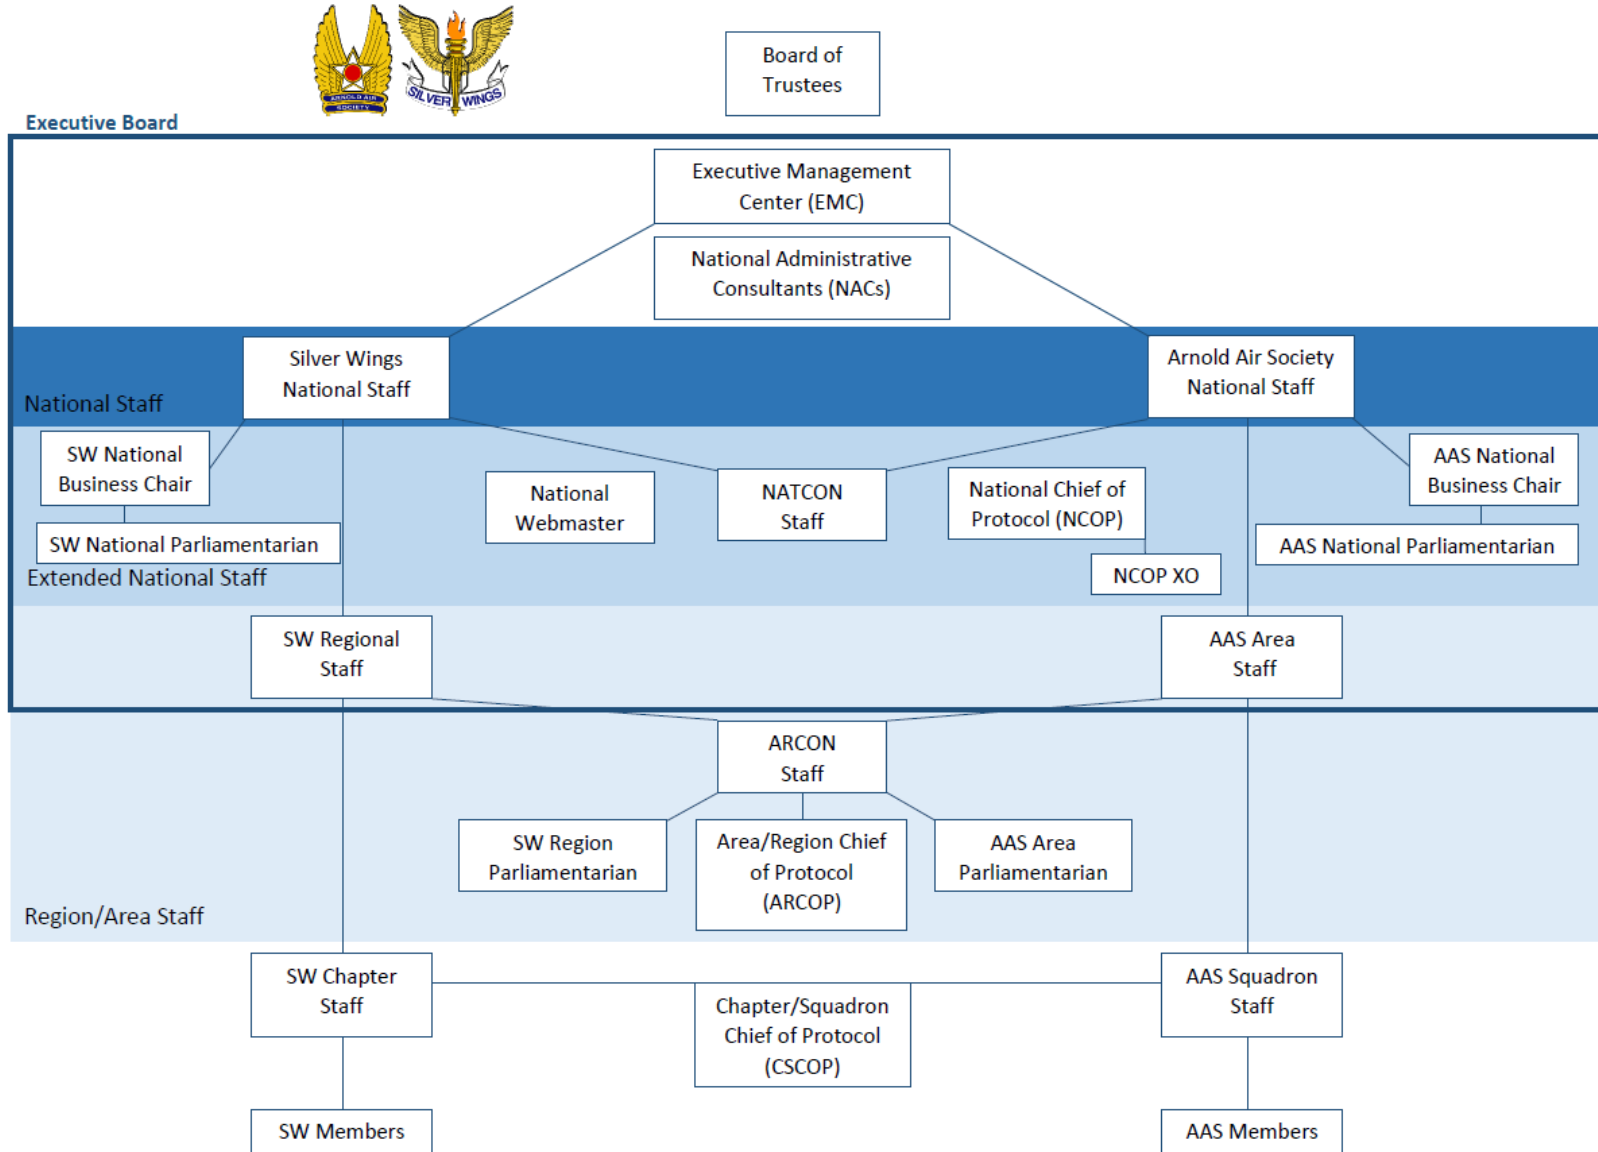 ARNOLD AIR
SOCIETY
SILVER WINGS
Board of
Trustees
Executive Board
Executive Management
Center (EMC)
National Administrative
Consultants (NACs)
Silver Wings
National Staff
Arnold Air Society
National Staff
National Staff
SW National
Business Chair
AAS National
Business Chair
National
Webmaster
NATCON
Staff
National Chief of
Protocol (NCOP)
SW National Parliamentarian
AAS National Parliamentarian
NCOP XO
Extended National Staff
SW Regional
Staff
AAS Area
Staff
ARCON
Staff
SW Region
Parliamentarian
Area/Region Chief
of Protocol
(ARCOP)
AAS Area
Parliamentarian
Region/Area Staff
SW Chapter
Staff
AAS Squadron
Staff
Chapter/Squadron
Chief of Protocol
(CSCOP)
SW Members
AAS Members